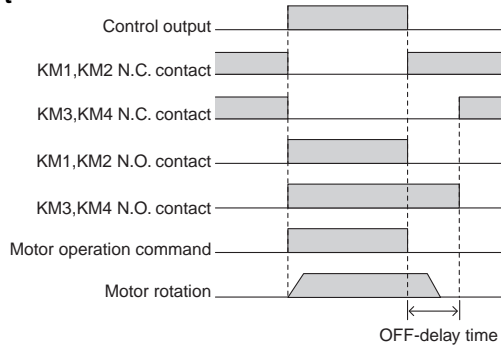 Control output
KM1,KM2 N.C. contact
KM3,KM4 N.C. contact
KM1,KM2 N.O. contact
KM3,KM4 N.O. contact
Motor operation command
Motor rotation
OFF-delay time